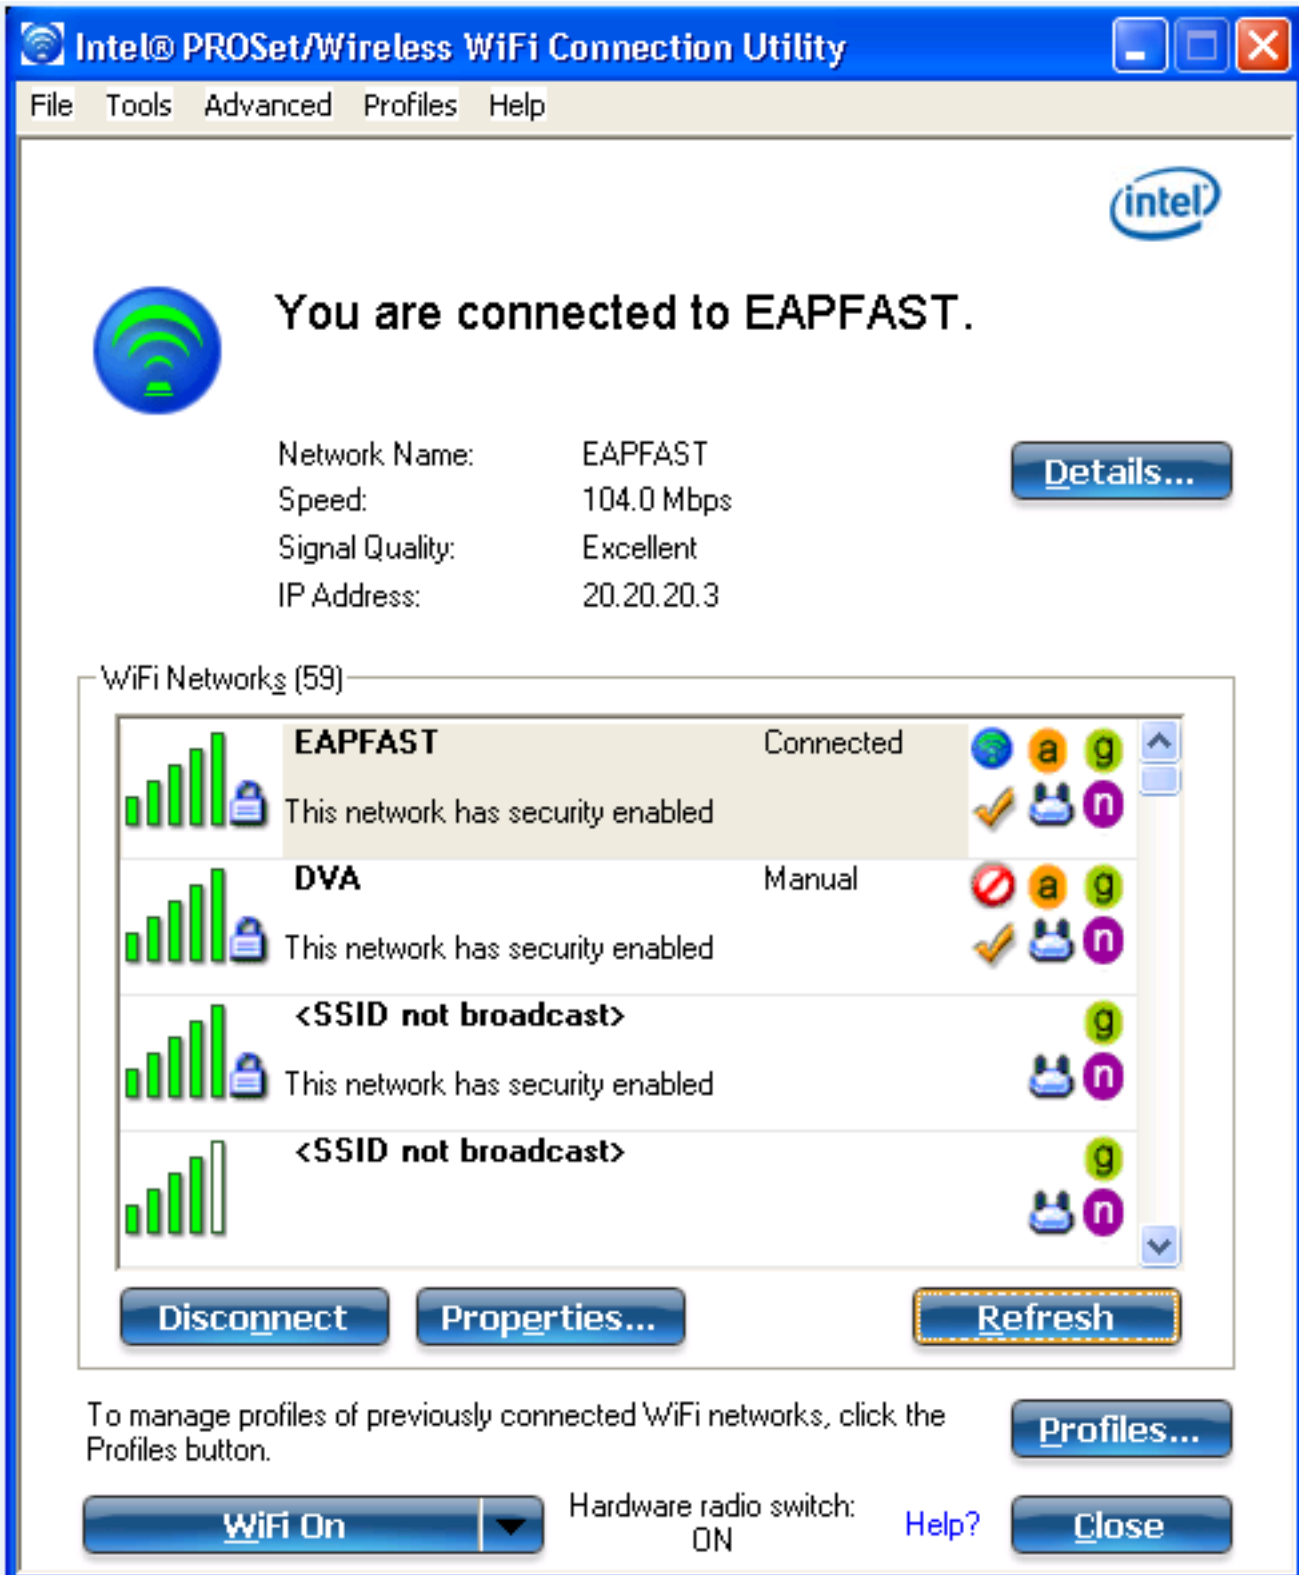 Intel® PROSet/Wireless WiFi Connection Utility
File Tools Advanced Profiles Help
intel
You are connected to EAPFAST.
Network Name: EAPFAST
Details...
Speed: 104.0 Mbps
Signal Quality: Excellent
IP Address: 20.20.20.3
WiFi Networks (59)
EAPFAST Connected a g
This network has security enabled n
DVA Manual a g
This network has security enabled n
<SSID not broadcast> g
This network has security enabled n
<SSID not broadcast> g
n
Disconnect Properties... Refresh
To manage profiles of previously connected WiFi networks, click the
Profiles button.
Profiles...
WiFi On
Hardware radio switch:
ON
Help?
Close